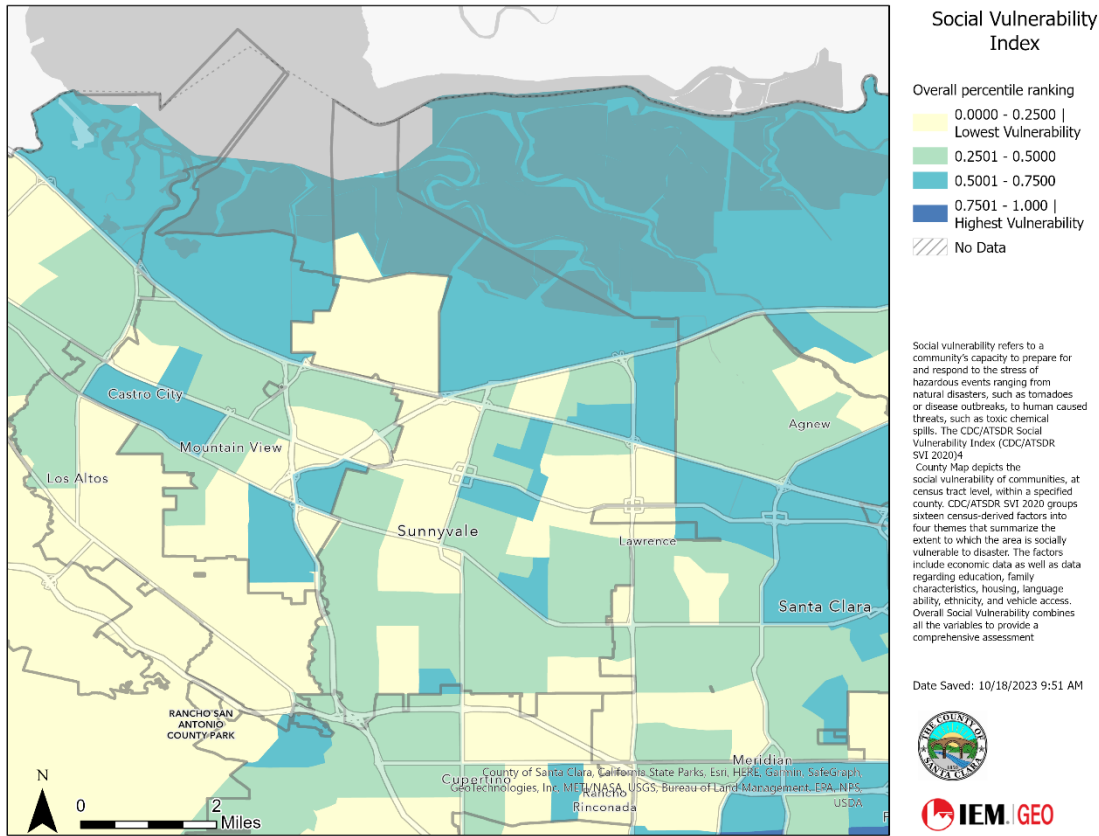 Social Vulnerability
Index
Overall percentile ranking
0.0000 - 0.2500 |
Lowest Vulnerability
0.2501 - 0.5000
0.5001 - 0.7500
0.7501 - 1.000 |
Highest Vulnerability
No Data
Social vulnerability refers to a
community's capacity to prepare for
and respond to the stress of
hazardous events ranging from
natural disasters, such as tornadoes
or disease outbreaks, to human caused
threats, such as toxic chemical
spills. The CDC/ATSDR Social
Vulnerability Index (CDC/ATSDR
SVI 2020)4
County Map depicts the
social vulnerability of communities, at
census tract level, within a specified
county. CDC/ATSDR SVI 2020 groups
sixteen census-derived factors into
four themes that summarize the
extent to which the area is socially
vulnerable to disaster. The factors
include economic data as well as data
regarding education, family
characteristics, housing, language
ability, ethnicity, and vehicle access.
Overall Social Vulnerability combines
all the variables to provide a
comprehensive assessment
Date Saved: 10/18/2023 9:51 AM
THE COUNTY OF
SANTA CLARA
IEM | GEO
Castro City
Agnew
Mountain View
Los Altos
Sunnyvale
Lawrence
Santa Clara
RANCHO SAN
ANTONIO
COUNTY PARK
Meridian
Cupertino
Rancho
Rinconada
County of Santa Clara, California State Parks, Esri, HERE, Garmin, SafeGraph,
GeoTechnologies, Inc, METI/NASA, USGS, Bureau of Land Management, EPA, NPS,
USDA
N
0 2
Miles